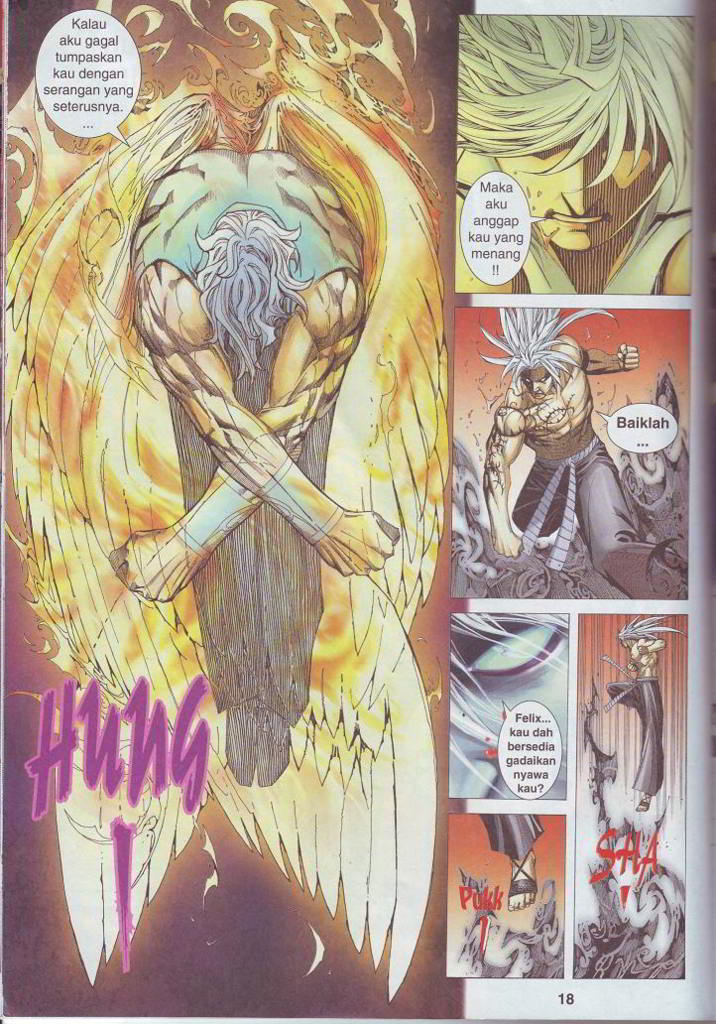 Kalau
aku gagal
tumpaskan
kau dengan
serangan yang
seterusnya.
...
HUNG
!
Maka
aku
anggap
kau yang
menang
!!
Baiklah
...
Felix...
kau dah
bersedia
gadaikan
nyawa
kau?
SHA
!
PUKK
!
18